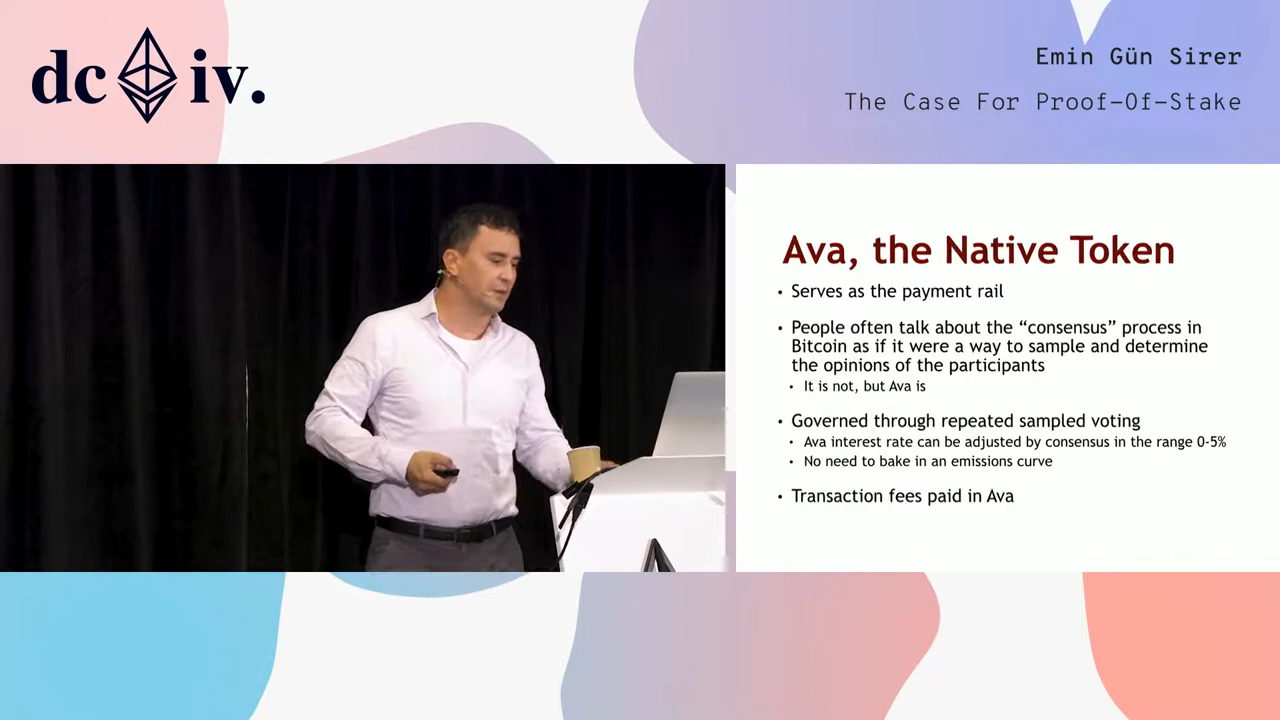 dc iv.
Emin Gün Sirer
The Case For Proof-Of-Stake
Ava, the Native Token
• Serves as the payment rail
• People often talk about the “consensus” process in
Bitcoin as if it were a way to sample and determine
the opinions of the participants
• It is not, but Ava is
• Governed through repeated sampled voting
• Ava interest rate can be adjusted by consensus in the range 0-5%
• No need to bake in an emissions curve
• Transaction fees paid in Ava